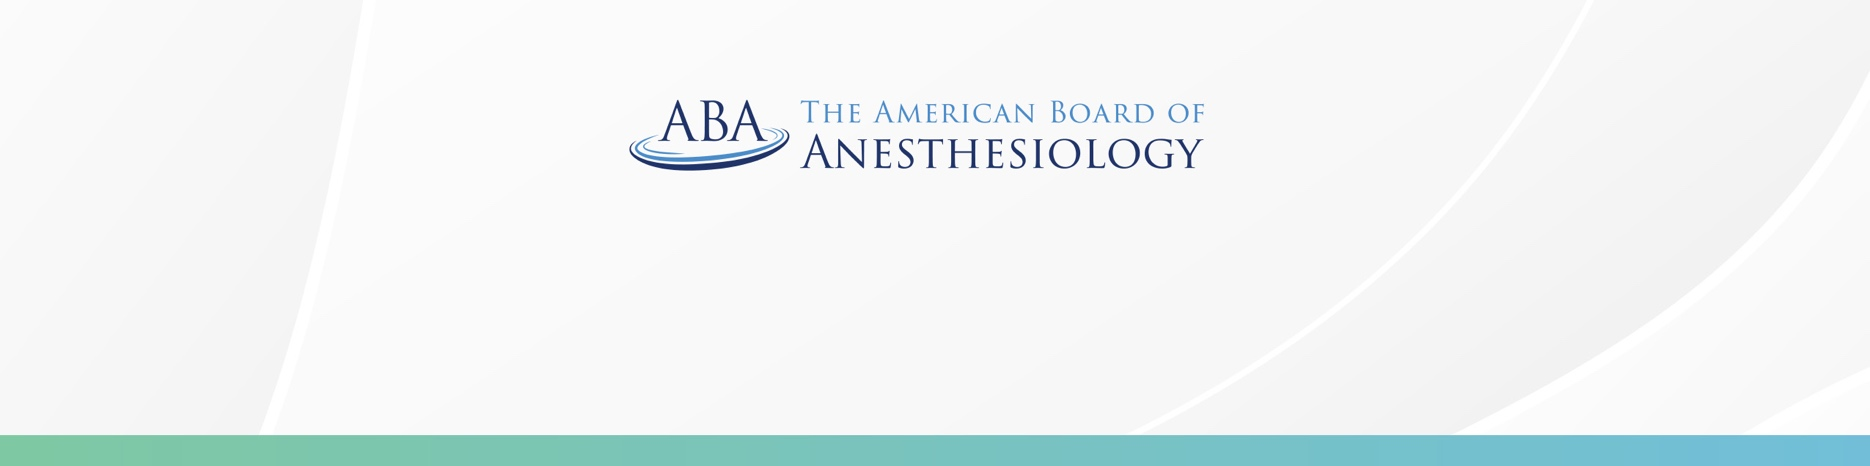 ABA
The American Board of
Anesthesiology